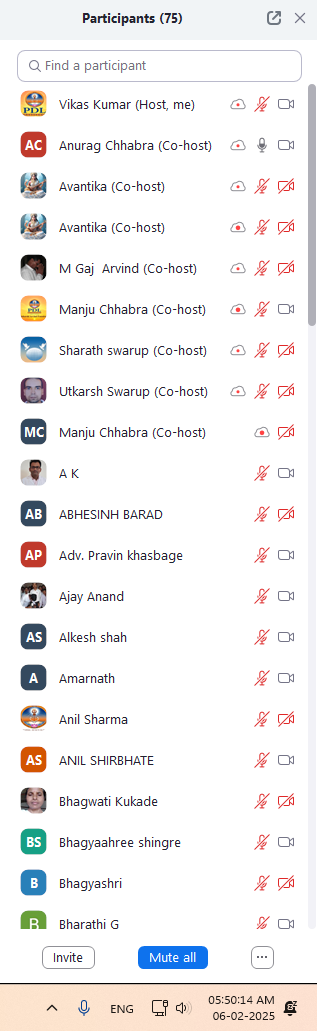 Participants (75)
Find a participant
PDL
Vikas Kumar (Host, me)
AC
Anurag Chhabra (Co-host)
Avantika (Co-host)
Avantika (Co-host)
M Gaj  Arvind (Co-host)
PDL
Manju Chhabra (Co-host)
Sharath swarup (Co-host)
Utkarsh Swarup (Co-host)
MC
Manju Chhabra (Co-host)
A K
AB
ABHESINH BARAD
AP
Adv. Pravin khasbage
Ajay Anand
AS
Alkesh shah
A
Amarnath
Anil Sharma
AS
ANIL SHIRBHATE
Bhagwati Kukade
BS
Bhagyaahree shingre
B
Bhagyashri
B
Bharathi G
Invite
Mute all
...
ENG
05:50:14 AM
06-02-2025